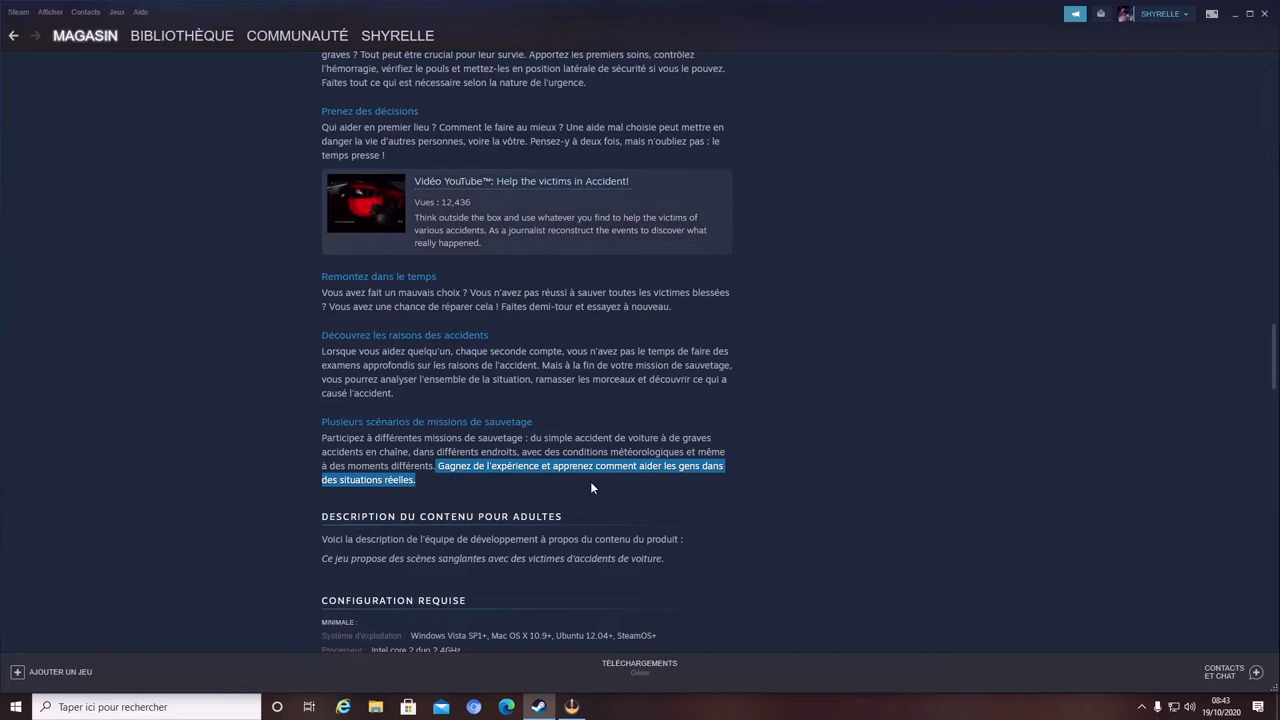 Steam Afficher Contacts Jeux Aide
SHYRELLE
MAGASIN BIBLIOTHÈQUE COMMUNAUTÉ SHYRELLE
graves ? Tout peut être crucial pour leur survie. Apportez les premiers soins, contrôlez
l'hémorragie, vérifiez le pouls et mettez-les en position latérale de sécurité si vous le pouvez.
Faites tout ce qui est nécessaire selon la nature de l'urgence.
Prenez des décisions
Qui aider en premier lieu ? Comment le faire au mieux ? Une aide mal choisie peut mettre en
danger la vie d'autres personnes, voire la vôtre. Pensez-y à deux fois, mais n'oubliez pas : le
temps presse !
Vidéo YouTube™: Help the victims in Accident!
Vues : 12,436
Think outside the box and use whatever you find to help the victims of
various accidents. As a journalist reconstruct the events to discover what
really happened.
Remontez dans le temps
Vous avez fait un mauvais choix ? Vous n'avez pas réussi à sauver toutes les victimes blessées
? Vous avez une chance de réparer cela ! Faites demi-tour et essayez à nouveau.
Découvrez les raisons des accidents
Lorsque vous aidez quelqu'un, chaque seconde compte, vous n'avez pas le temps de faire des
examens approfondis sur les raisons de l'accident. Mais à la fin de votre mission de sauvetage,
vous pourrez analyser l'ensemble de la situation, ramasser les morceaux et découvrir ce qui a
causé l'accident.
Plusieurs scénarios de missions de sauvetage
Participez à différentes missions de sauvetage : du simple accident de voiture à de graves
accidents en chaîne, dans différents endroits, avec des conditions météorologiques et même
à des moments différents. Gagnez de l'expérience et apprenez comment aider les gens dans
des situations réelles.
DESCRIPTION DU CONTENU POUR ADULTES
Voici la description de l'équipe de développement à propos du contenu du produit :
Ce jeu propose des scènes sanglantes avec des victimes d'accidents de voiture.
CONFIGURATION REQUISE
MINIMALE :
Système d'exploitation : Windows Vista SP1+, Mac OS X 10.9+, Ubuntu 12.04+, SteamOS+
Processeur : Intel core 2 duo 2.4GHz
AJOUTER UN JEU
TÉLÉCHARGEMENTS
Gérer
CONTACTS
ET CHAT
Taper ici pour rechercher
08:43
19/10/2020